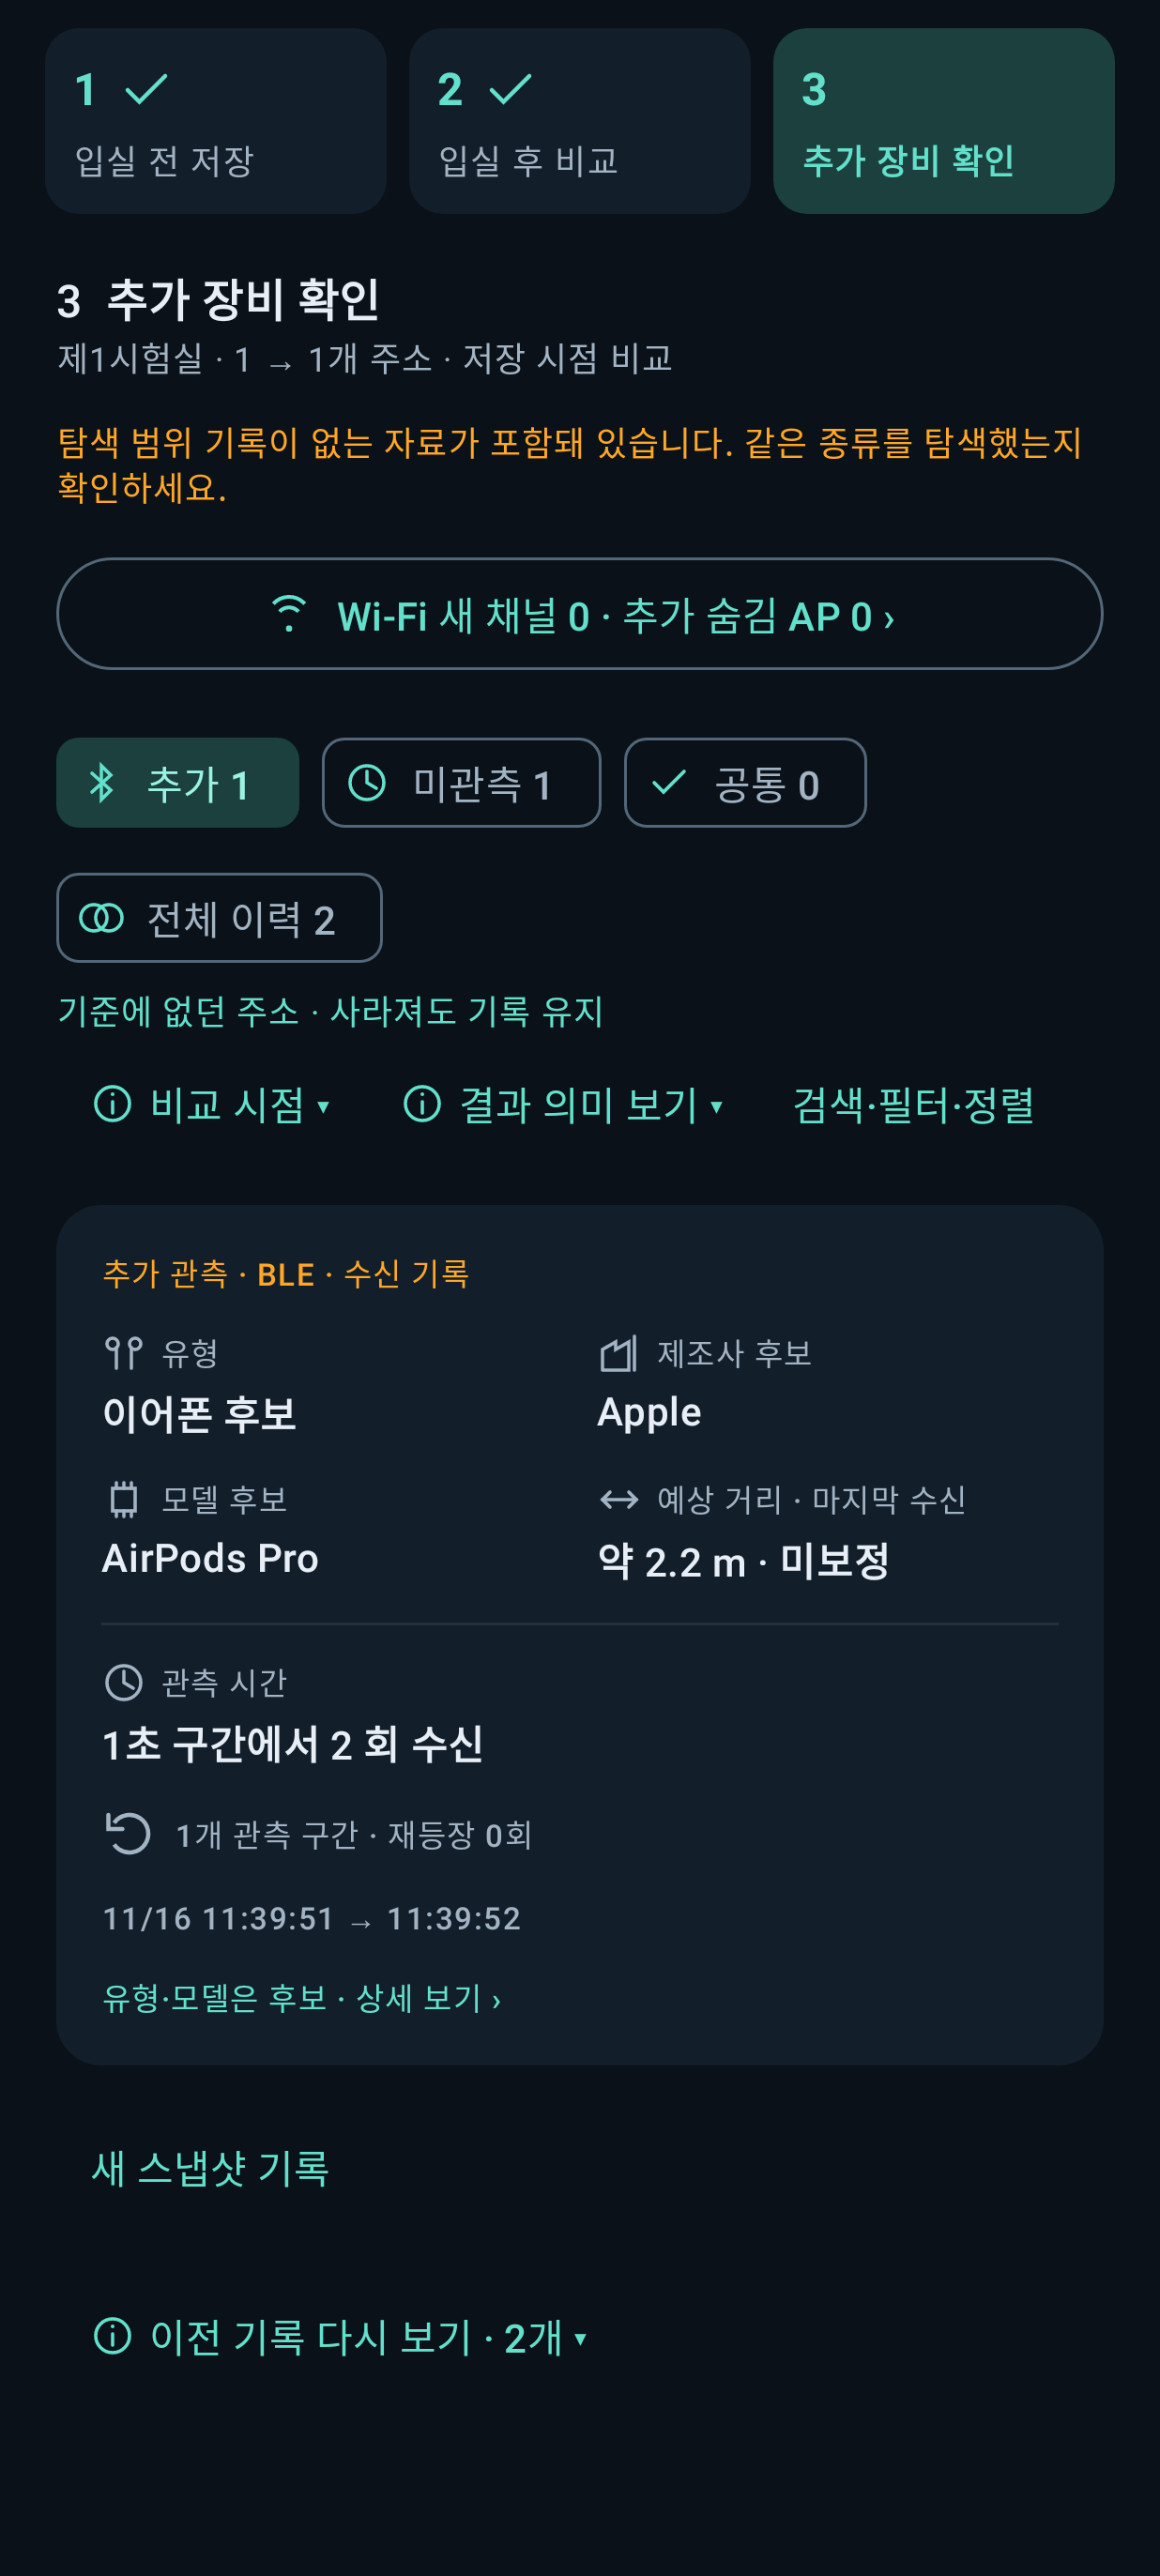 1
입실 전 저장
2
입실 후 비교
3
추가 장비 확인
3 추가 장비 확인
제1시험실 · 1 → 1개 주소 · 저장 시점 비교
탐색 범위 기록이 없는 자료가 포함돼 있습니다. 같은 종류를 탐색했는지
확인하세요.
Wi-Fi 새 채널 0 · 추가 숨김 AP 0 ›
추가 1
미관측 1
공통 0
전체 이력 2
기준에 없던 주소 · 사라져도 기록 유지
비교 시점 ▾
결과 의미 보기 ▾
검색·필터·정렬
추가 관측 · BLE · 수신 기록
유형
제조사 후보
이어폰 후보
Apple
모델 후보
예상 거리 · 마지막 수신
AirPods Pro
약 2.2 m · 미보정
관측 시간
1초 구간에서 2 회 수신
1개 관측 구간 · 재등장 0회
11/16 11:39:51 → 11:39:52
유형·모델은 후보 · 상세 보기 ›
새 스냅샷 기록
이전 기록 다시 보기 · 2개 ▾